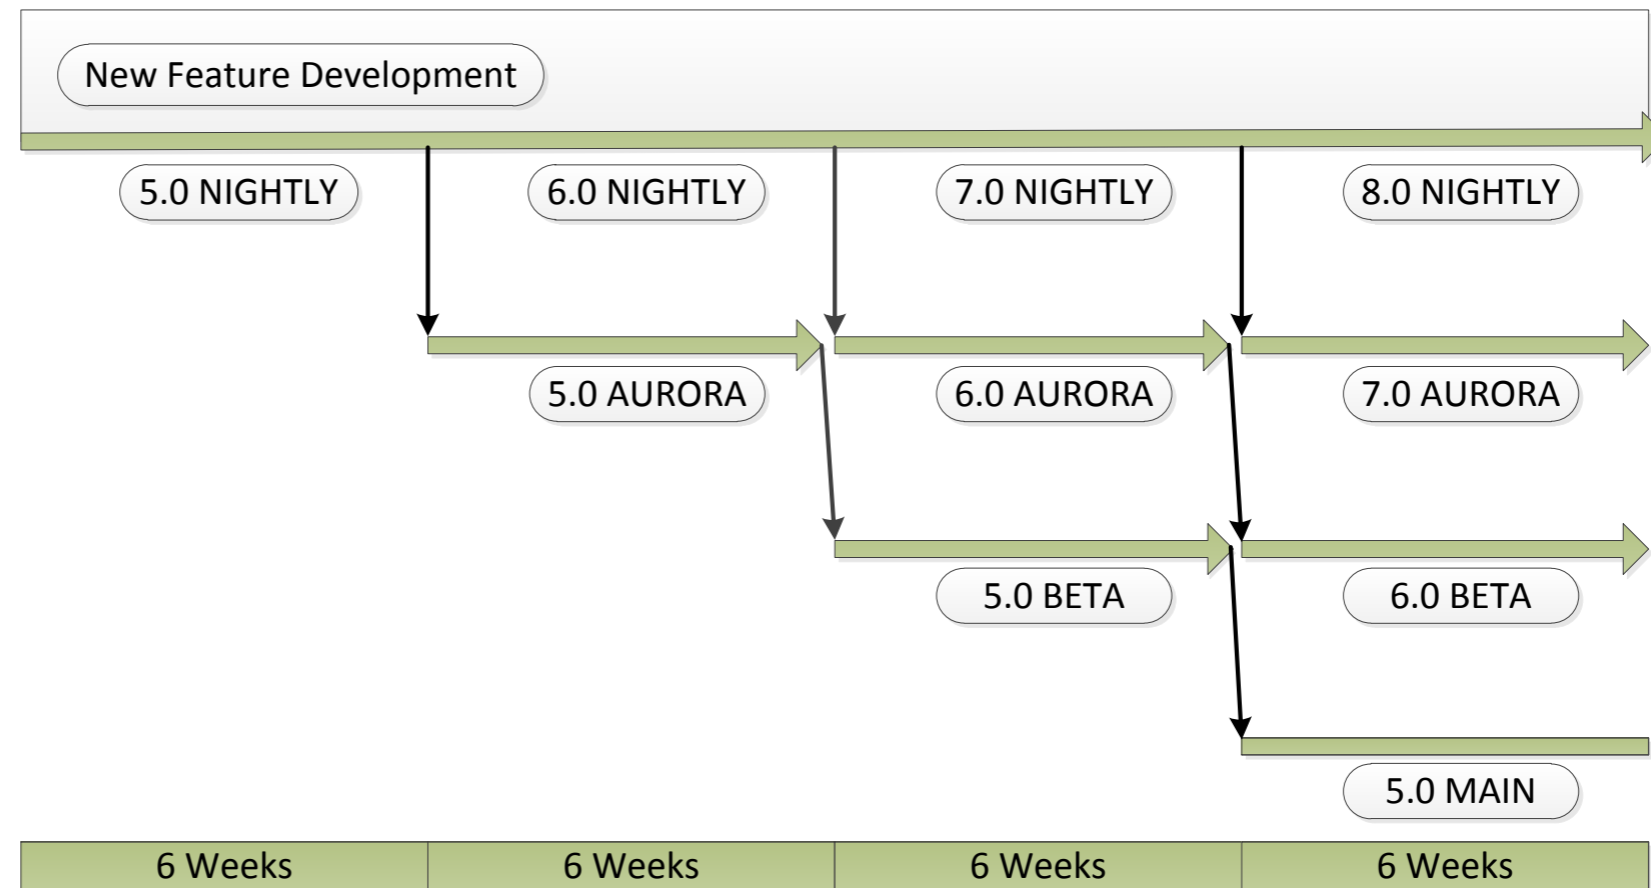 New Feature Development
5.0 NIGHTLY 6.0 NIGHTLY 7.0 NIGHTLY 8.0 NIGHTLY
5.0 AURORA 6.0 AURORA 7.0 AURORA
5.0 BETA 6.0 BETA
5.0 MAIN
6 Weeks 6 Weeks 6 Weeks 6 Weeks